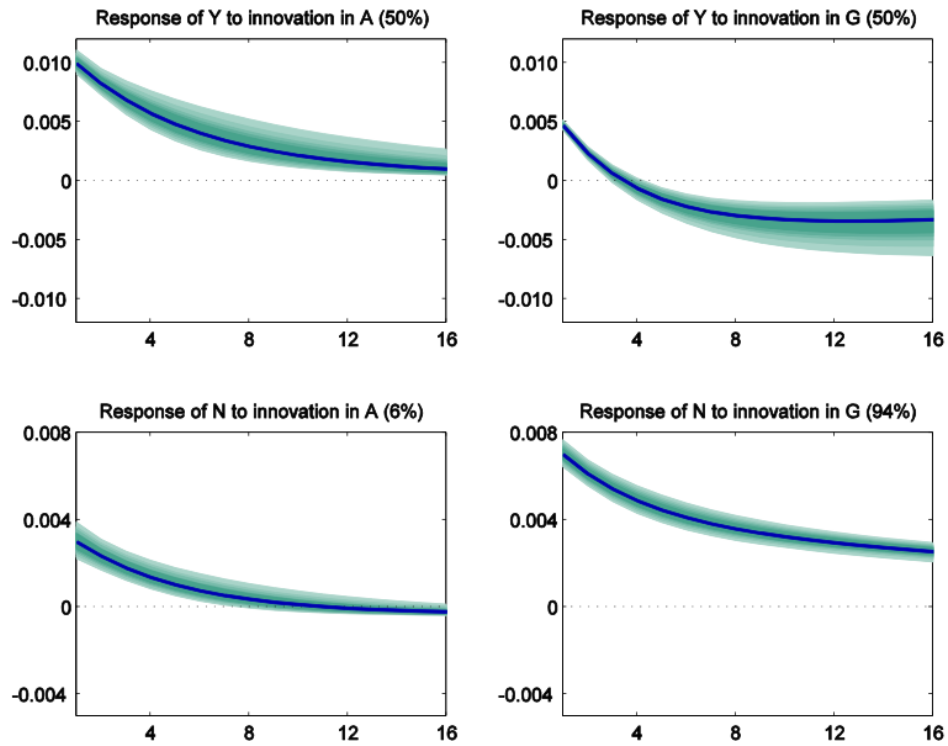 Response of Y to innovation in A (50%)
0.010
0.005
0
-0.005
-0.010
4 8 12 16
Response of Y to innovation in G (50%)
0.010
0.005
0
-0.005
-0.010
4 8 12 16
Response of N to innovation in A (6%)
0.008
0.004
0
-0.004
4 8 12 16
Response of N to innovation in G (94%)
0.008
0.004
0
-0.004
4 8 12 16